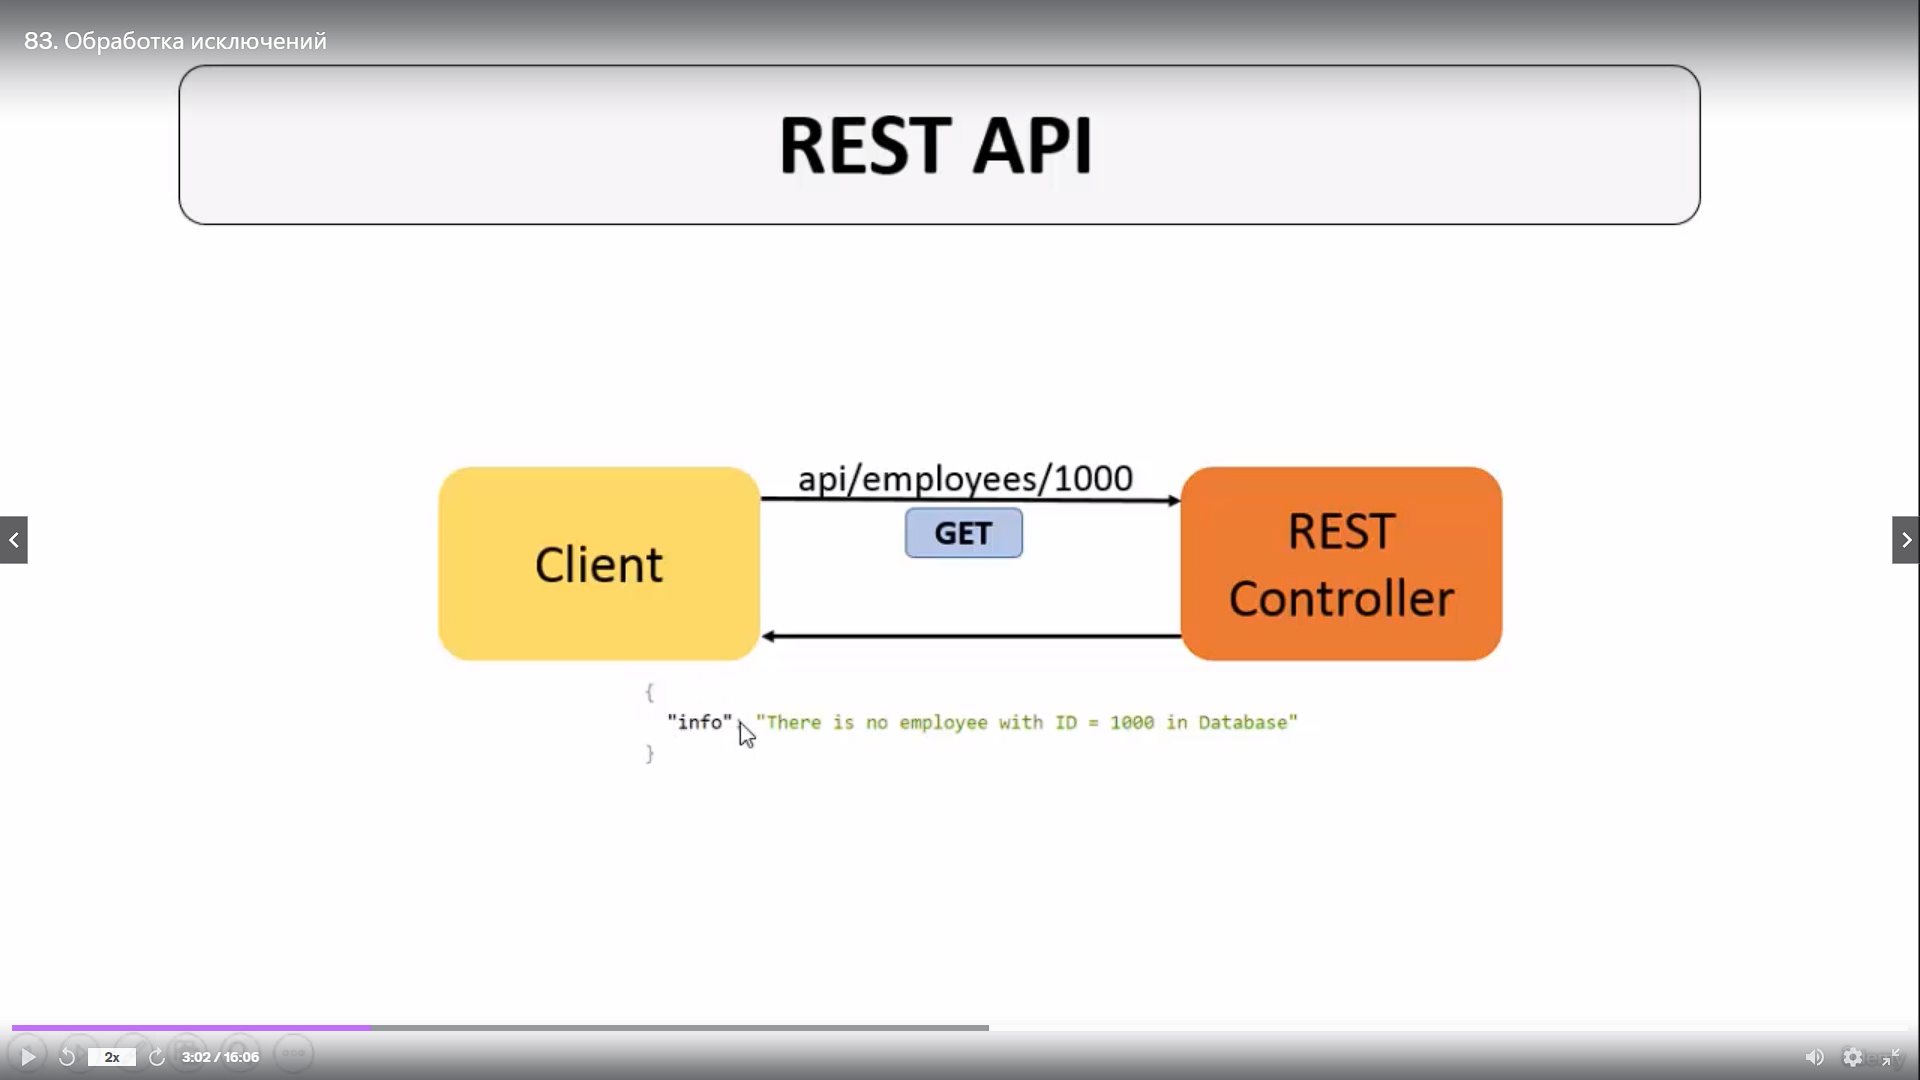 83. Обработка исключений
REST API
api/employees/1000
GET
Client
REST
Controller
{
"info": "There is no employee with ID = 1000 in Database"
}
2x
3:02 / 16:06